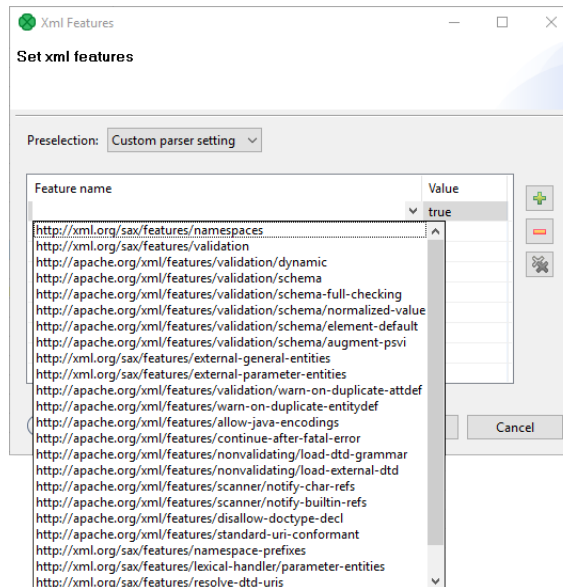 Xml Features
Set xml features
Preselection: Custom parser setting
Feature name Value
true
http://xml.org/sax/features/namespaces
http://xml.org/sax/features/validation
http://apache.org/xml/features/validation/dynamic
http://apache.org/xml/features/validation/schema
http://apache.org/xml/features/validation/schema-full-checking
http://apache.org/xml/features/validation/schema/normalized-value
http://apache.org/xml/features/validation/schema/element-default
http://apache.org/xml/features/validation/schema/augment-psvi
http://xml.org/sax/features/external-general-entities
http://xml.org/sax/features/external-parameter-entities
http://apache.org/xml/features/validation/warn-on-duplicate-attdef
http://apache.org/xml/features/warn-on-duplicate-entitydef
http://apache.org/xml/features/allow-java-encodings
http://apache.org/xml/features/continue-after-fatal-error
http://apache.org/xml/features/nonvalidating/load-dtd-grammar
http://apache.org/xml/features/nonvalidating/load-external-dtd
http://apache.org/xml/features/scanner/notify-char-refs
http://apache.org/xml/features/scanner/notify-builtin-refs
http://apache.org/xml/features/disallow-doctype-decl
http://apache.org/xml/features/standard-uri-conformant
http://xml.org/sax/features/namespace-prefixes
http://xml.org/sax/features/lexical-handler/parameter-entities
http://xml.org/sax/features/resolve-dtd-uris
Cancel